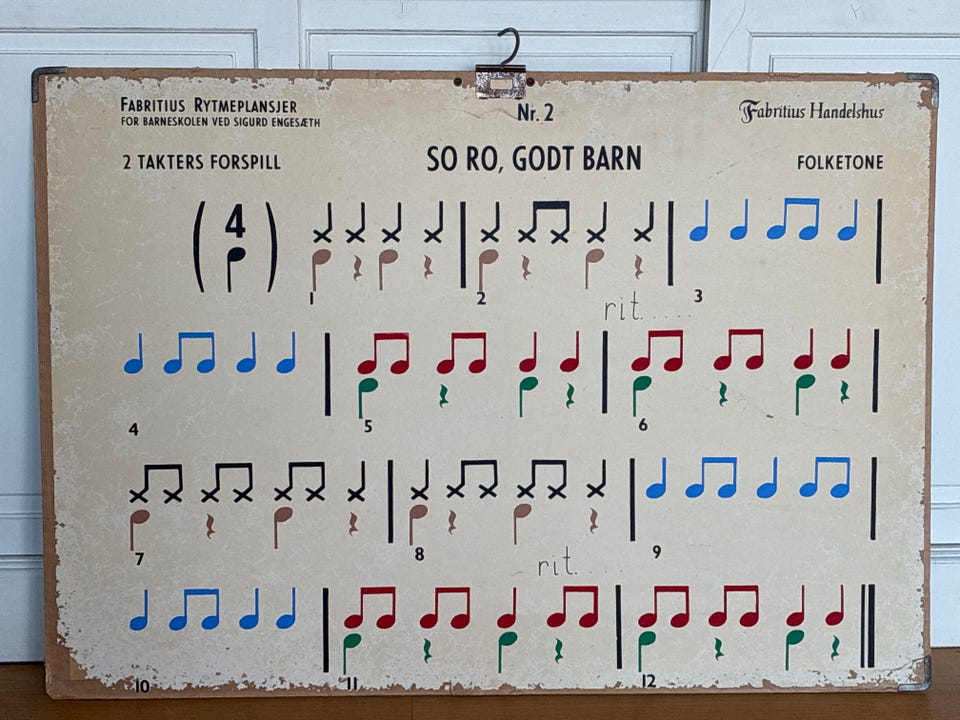 FABRITIUS RYTMEPLANSJER
FOR BARNESKOLEN VED SIGURD ENGESÆTH
Nr. 2
Fabritius Handelshus
2 TAKTERS FORSPILL
SO RO, GODT BARN
FOLKETONE
( 4 )
1
2
3
rit.....
4
5
6
7
8
9
rit....
10
11
12